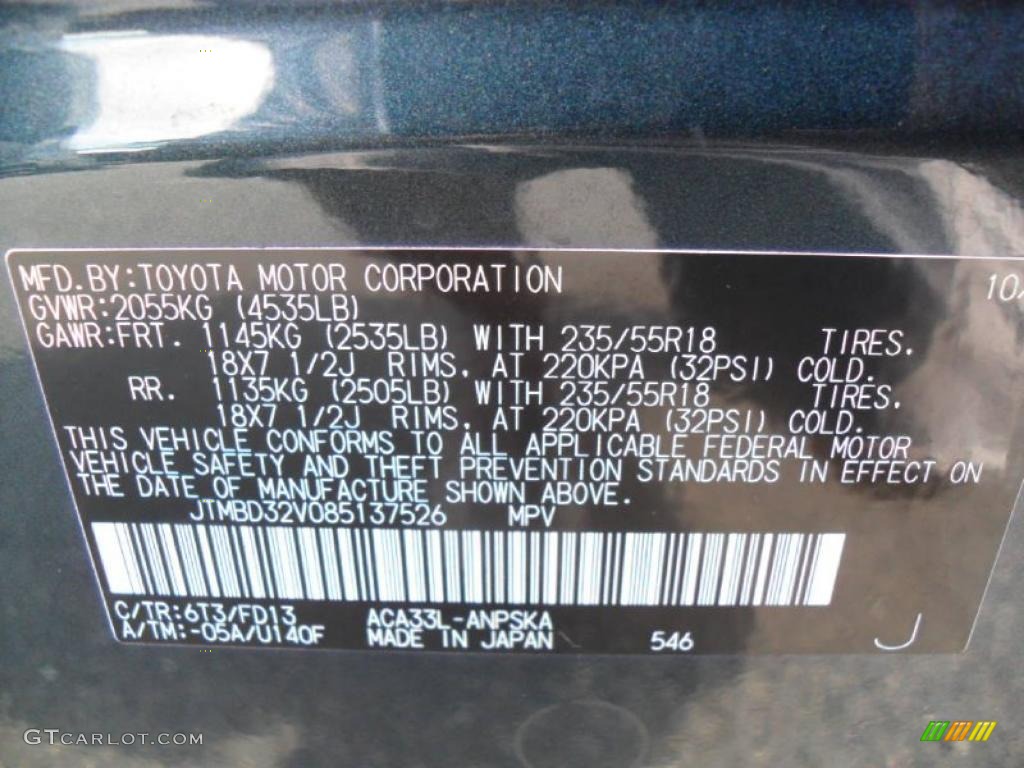 MFD.BY:TOYOTA MOTOR CORPORATION 10/
GVWR:2055KG (4535LB)
GAWR:FRT. 1145KG (2535LB) WITH 235/55R18 TIRES.
18X7 1/2J RIMS. AT 220KPA (32PSI) COLD.
RR. 1135KG (2505LB) WITH 235/55R18 TIRES.
18X7 1/2J RIMS. AT 220KPA (32PSI) COLD.
THIS VEHICLE CONFORMS TO ALL APPLICABLE FEDERAL MOTOR
VEHICLE SAFETY AND THEFT PREVENTION STANDARDS IN EFFECT ON
THE DATE OF MANUFACTURE SHOWN ABOVE.
JTMBD32V085137526 MPV
C/TR:6T3/FD13 ACA33L-ANPSKA
A/TM:-05A/U140F MADE IN JAPAN 546 J
GTCARLOT.COM